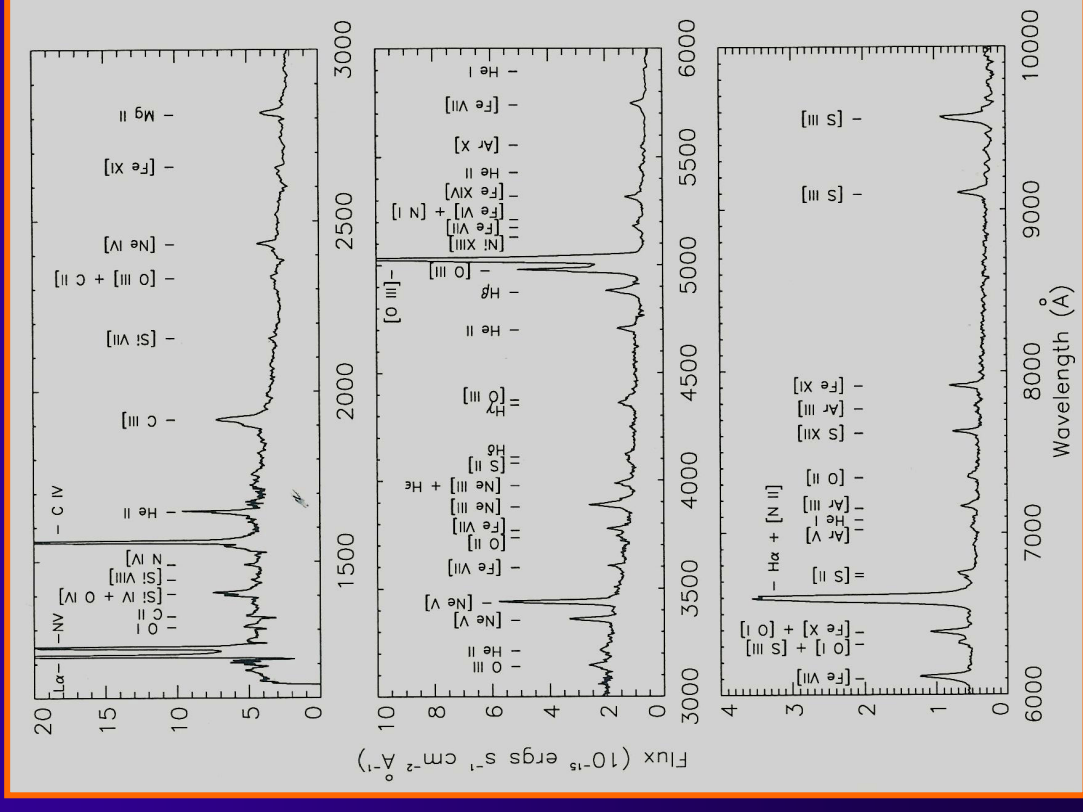 20
15
10
5
0
Lα —
— NV
O I
C II
Si IV + O IV]
[Si VIII]
N IV]
— C IV
He II
C III]
[Si VII]
[O III] + C II]
[Ne IV]
[Fe XI]
Mg II
1500
2000
2500
3000
10
8
6
4
2
0
O III
He II
[Ne V]
[Ne V]
[Fe VII]
[O II]
[Fe VII]
[Ne III]
[Ne III] + Hε
[S II]
Hδ
Hγ
[O III]
He II
Hβ
[O III]
[O III] —
[Ni XIII]
[Fe VII]
[Fe VI] + [N I]
[Fe XIV]
He II
[Ar X]
[Fe VII]
He I
3000
3500
4000
4500
5000
5500
6000
4
3
2
1
0
[Fe VII]
[O I] + [S III]
[Fe X] + [O I]
— Hα + [N II]
[S II]
[Ar V]
He I
[Ar III]
[O II]
[S XII]
[Ar III]
[Fe XI]
[S III]
[S III]
6000
7000
8000
9000
10000
Wavelength (Å)
Flux (10⁻¹⁵ ergs s⁻¹ cm⁻² Å⁻¹)